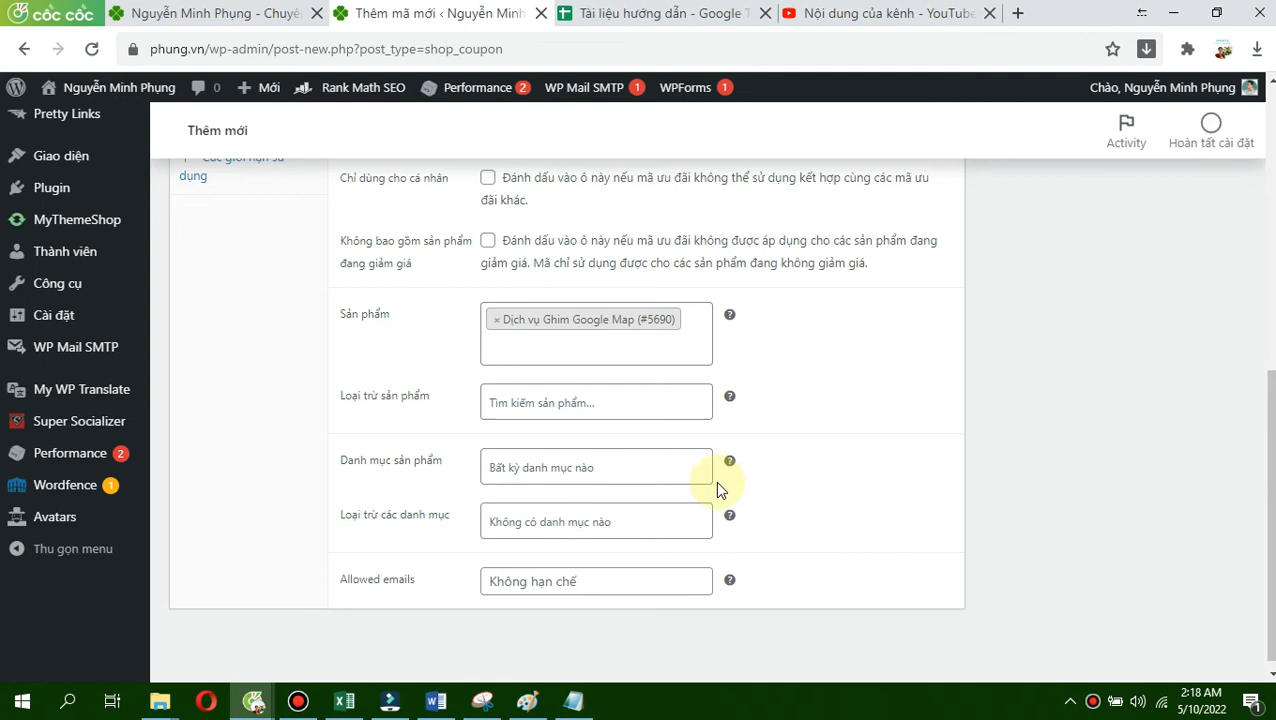 cốc cốc
Nguyễn Minh Phụng - Chuyê
Thêm mã mới ‹ Nguyễn Minh
Tài liệu hướng dẫn - Google T
Nội dung của kênh - YouTube
phung.vn/wp-admin/post-new.php?post_type=shop_coupon
Nguyễn Minh Phụng
0
Mới
Rank Math SEO
Performance 2
WP Mail SMTP 1
WPForms 1
Chào, Nguyễn Minh Phụng
Pretty Links
Giao diện
Plugin
MyThemeShop
Thành viên
Công cụ
Cài đặt
WP Mail SMTP
My WP Translate
Super Socializer
Performance 2
Wordfence 1
Avatars
Thu gọn menu
Thêm mới
Activity
Hoàn tất cài đặt
Các giới hạn sử
dụng
Chỉ dùng cho cá nhân
Đánh dấu vào ô này nếu mã ưu đãi không thể sử dụng kết hợp cùng các mã ưu
đãi khác.
Không bao gồm sản phẩm
đang giảm giá
Đánh dấu vào ô này nếu mã ưu đãi không được áp dụng cho các sản phẩm đang
giảm giá. Mã chỉ sử dụng được cho các sản phẩm đang không giảm giá.
Sản phẩm
× Dịch vụ Ghim Google Map (#5690)
Loại trừ sản phẩm
Tìm kiếm sản phẩm...
Danh mục sản phẩm
Bất kỳ danh mục nào
Loại trừ các danh mục
Không có danh mục nào
Allowed emails
Không hạn chế
2:18 AM
5/10/2022
1